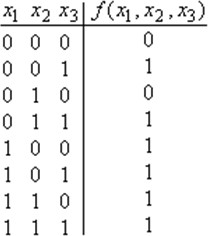 x₁ x₂ x₃ f(x₁, x₂, x₃)
0 0 0 0
0 0 1 1
0 1 0 0
0 1 1 1
1 0 0 1
1 0 1 1
1 1 0 1
1 1 1 1